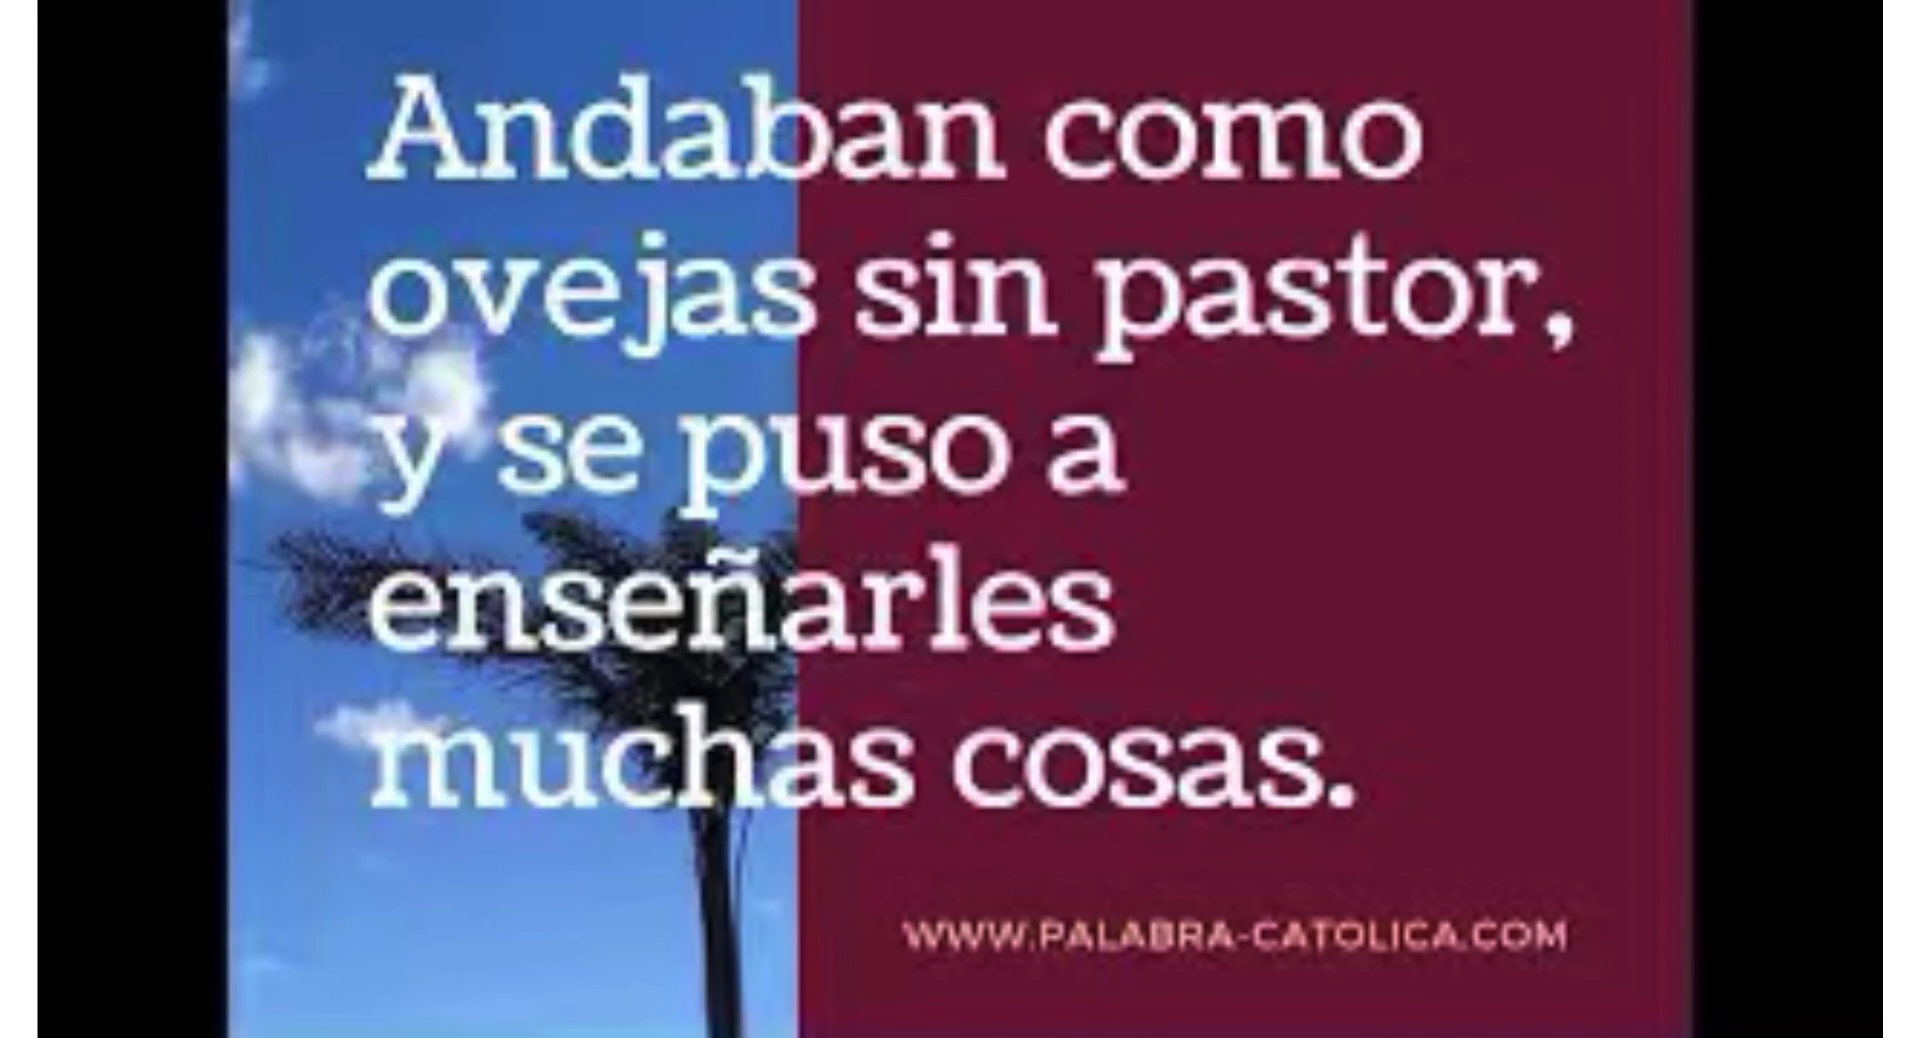 Andaban como
ovejas sin pastor,
y se puso a
enseñarles
muchas cosas.
WWW.PALABRA-CATOLICA.COM